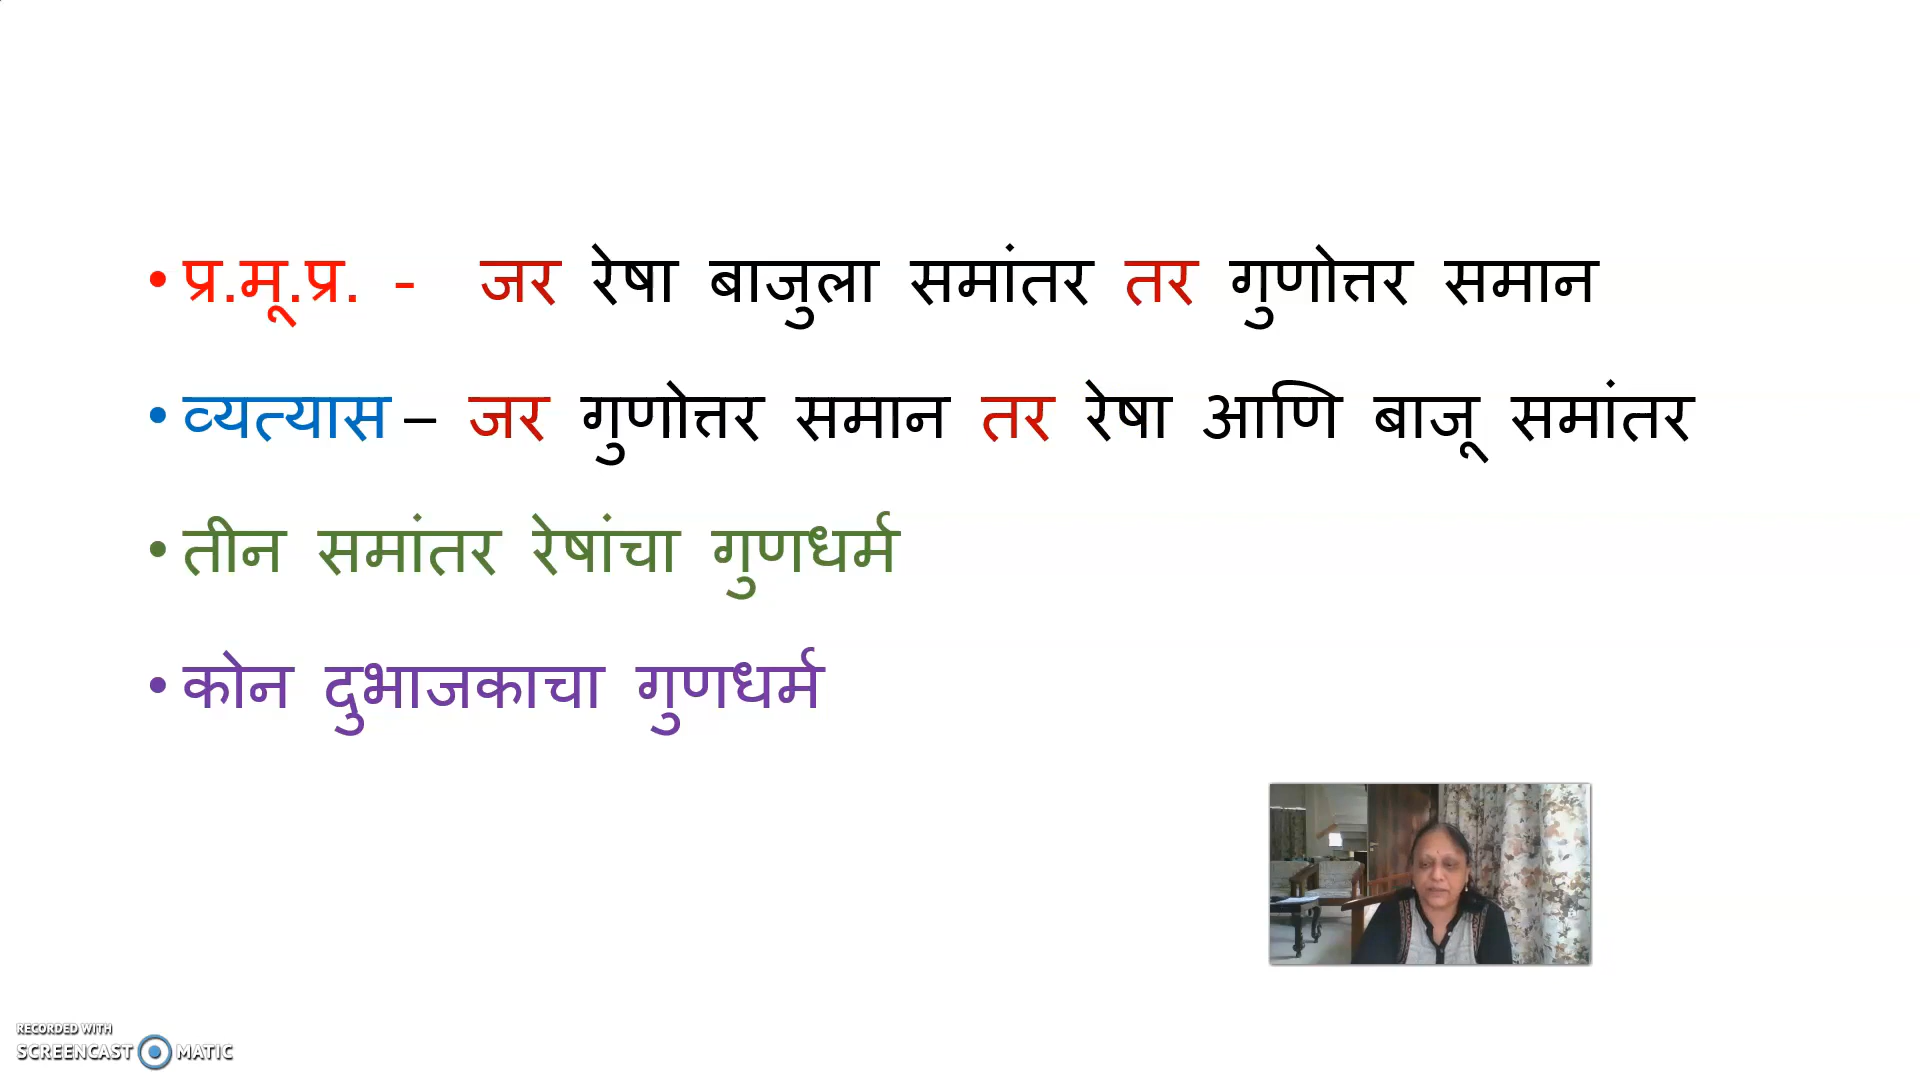 • प्र.मू.प्र. - जर रेषा बाजुला समांतर तर गुणोत्तर समान
• व्यत्यास – जर गुणोत्तर समान तर रेषा आणि बाजू समांतर
• तीन समांतर रेषांचा गुणधर्म
• कोन दुभाजकाचा गुणधर्म
RECORDED WITH
SCREENCAST MATIC